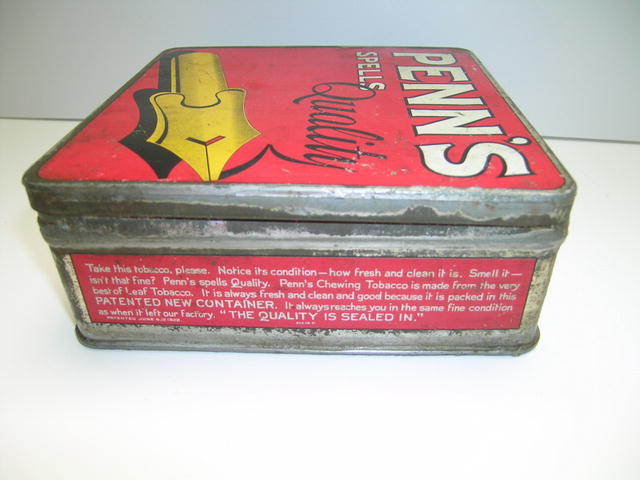 PENN'S
SPELLS
Quality
Take this tobacco, please. Notice its condition — how fresh and clean it is. Smell it —
isn't that fine? Penn's spells Quality. Penn's Chewing Tobacco is made from the very
best of Leaf Tobacco. It is always fresh and clean and good because it is packed in this
PATENTED NEW CONTAINER. It always reaches you in the same fine condition
as when it left our factory. "THE QUALITY IS SEALED IN."
PATENTED JUNE